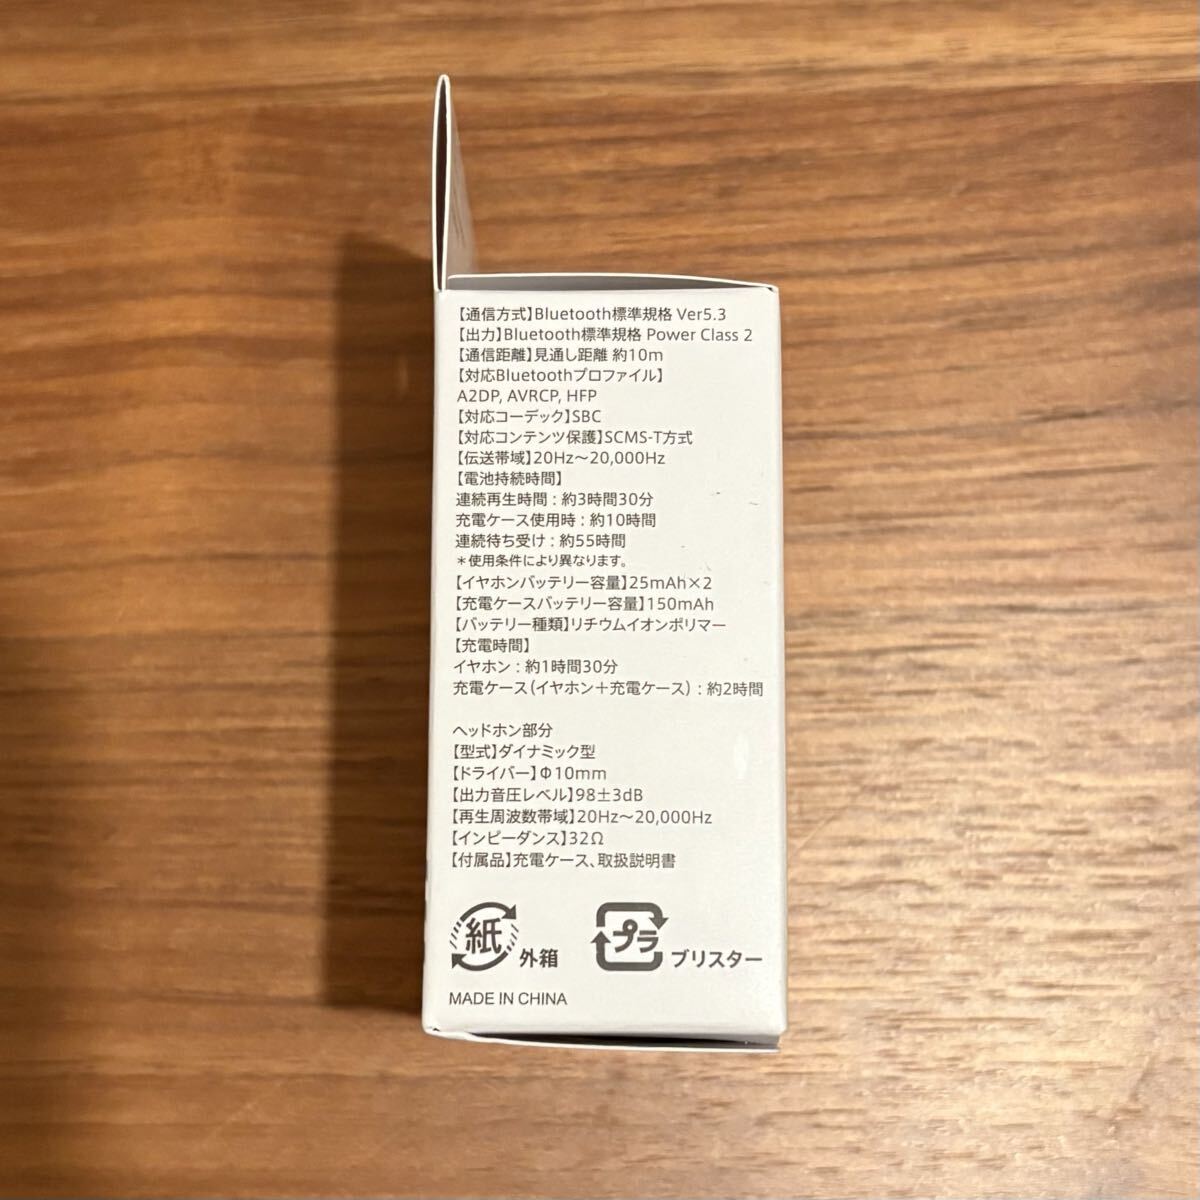 【通信方式】Bluetooth標準規格 Ver5.3
【出力】Bluetooth標準規格 Power Class 2
【通信距離】見通し距離 約10m
【対応Bluetoothプロファイル】
A2DP, AVRCP, HFP
【対応コーデック】SBC
【対応コンテンツ保護】SCMS-T方式
【伝送帯域】20Hz～20,000Hz
【電池持続時間】
連続再生時間：約3時間30分
充電ケース使用時：約10時間
連続待ち受け：約55時間
＊使用条件により異なります。
【イヤホンバッテリー容量】25mAh×2
【充電ケースバッテリー容量】150mAh
【バッテリー種類】リチウムイオンポリマー
【充電時間】
イヤホン：約1時間30分
充電ケース（イヤホン＋充電ケース）：約2時間
ヘッドホン部分
【型式】ダイナミック型
【ドライバー】Φ10mm
【出力音圧レベル】98±3dB
【再生周波数帯域】20Hz～20,000Hz
【インピーダンス】32Ω
【付属品】充電ケース、取扱説明書
紙 外箱 プラ ブリスター
MADE IN CHINA